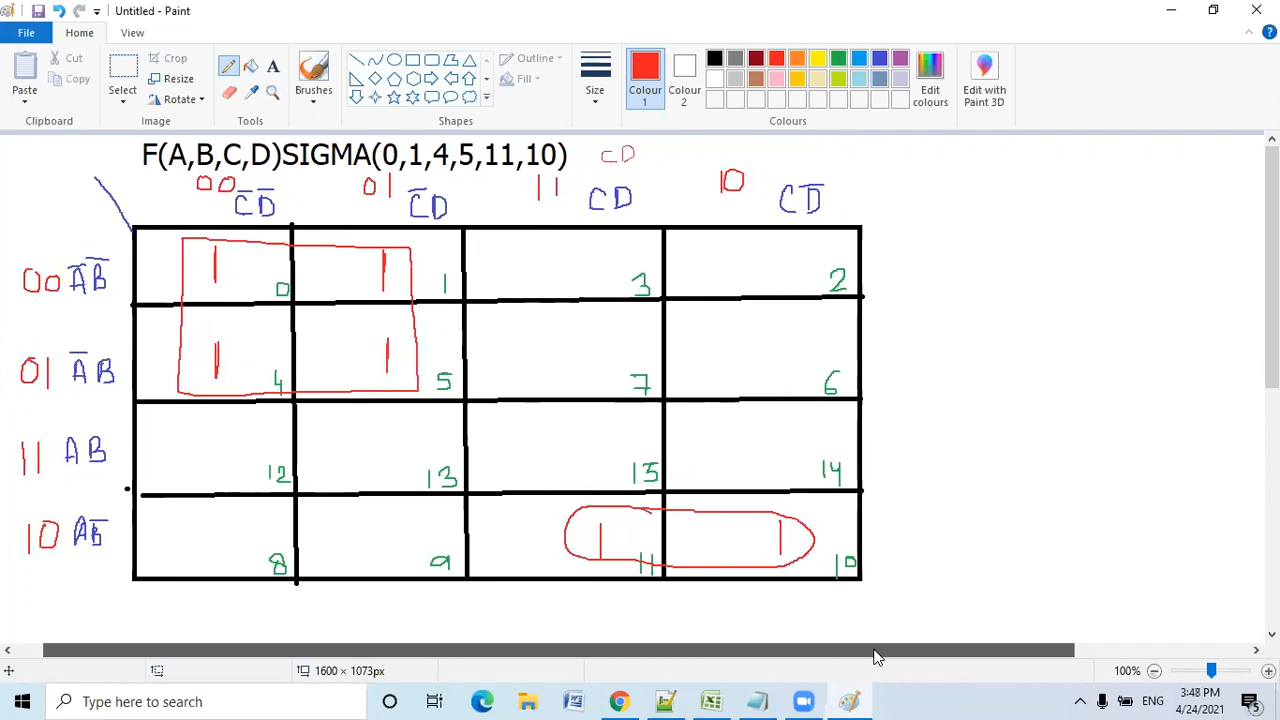 Untitled - Paint
File Home View
Paste Cut Copy Select Crop Resize Rotate A Brushes Outline Fill Size Colour 1 Colour 2 Edit colours Edit with Paint 3D
Clipboard Image Tools Shapes Colours
F(A,B,C,D)SIGMA(0,1,4,5,11,10) CD
00 01 11 10
C̅D̅ C̅D CD CD̅
00 A̅B̅ 1 0 1 1 3 2
01 A̅B 1 4 1 5 7 6
11 AB 12 13 15 14
10 AB̅ 8 9 1 11 1 10
1600 × 1073px 100%
Type here to search W ENG 3:48 PM 4/24/2021 5